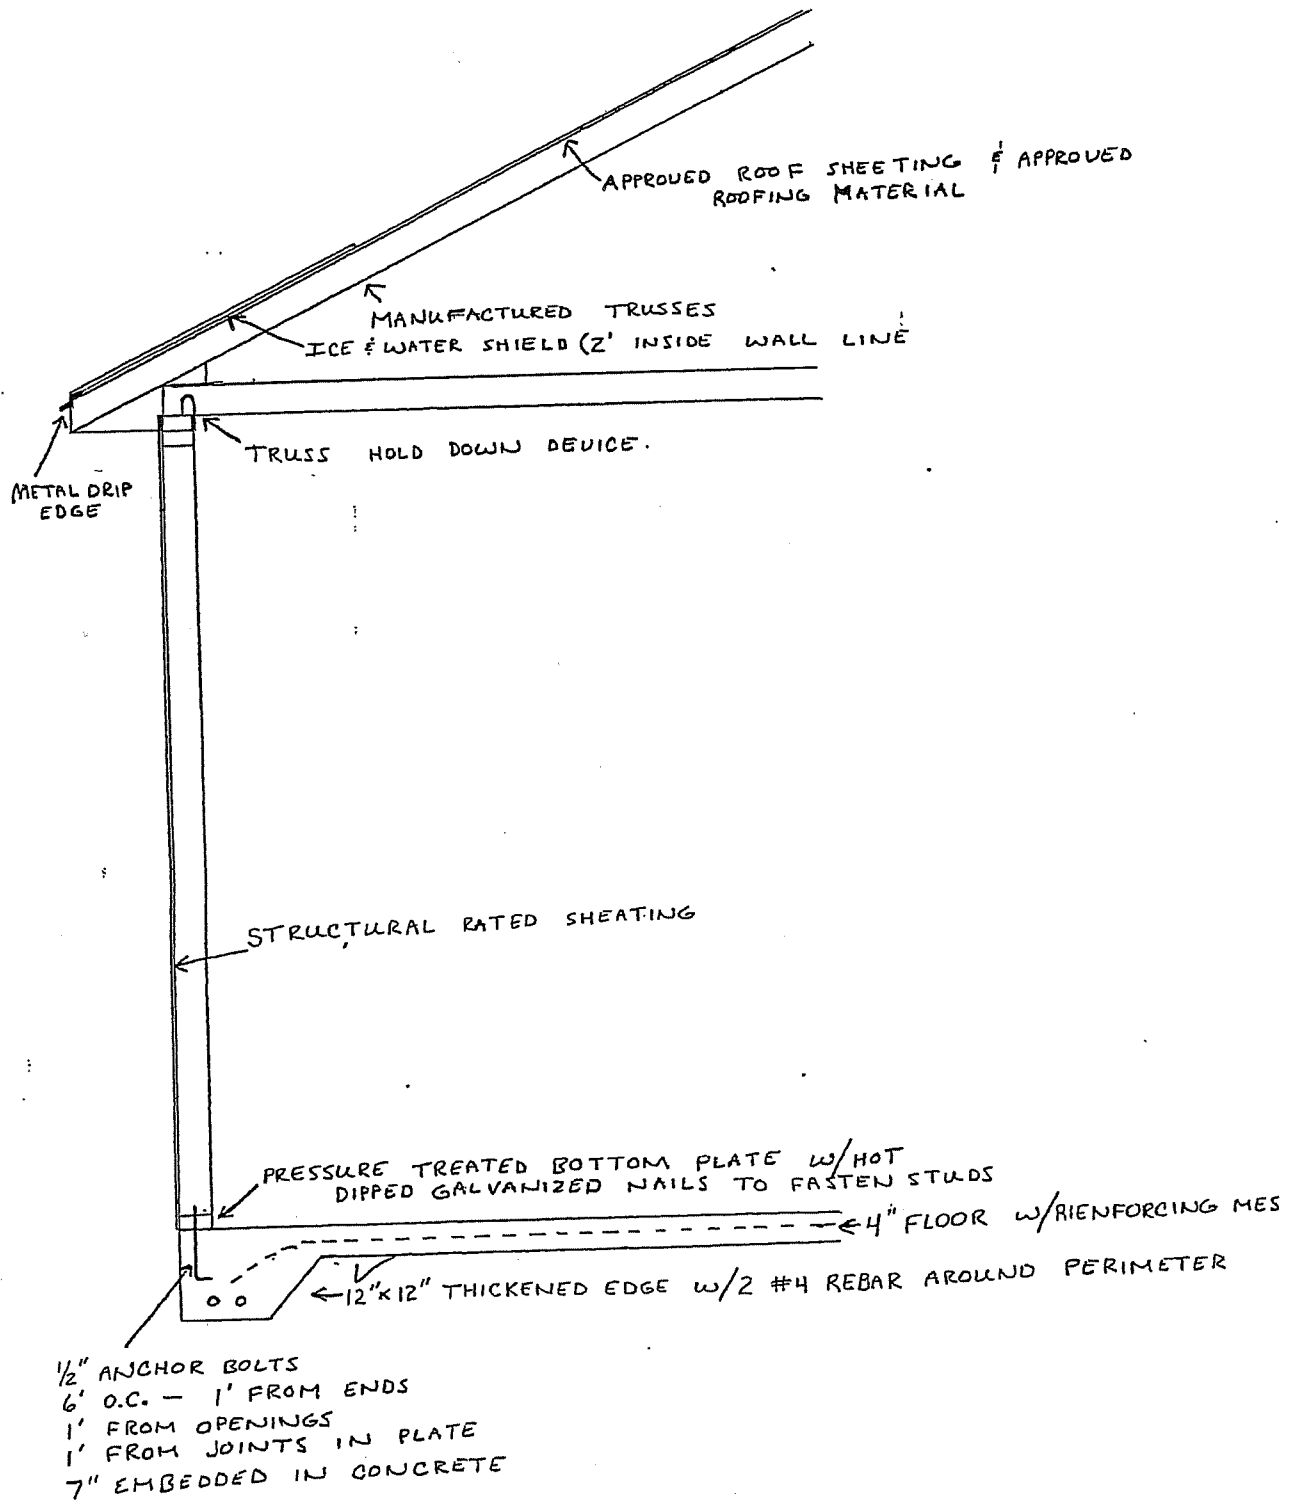 APPROVED ROOF SHEETING & APPROVED
ROOFING MATERIAL
MANUFACTURED TRUSSES
ICE & WATER SHIELD (2' INSIDE WALL LINE
TRUSS HOLD DOWN DEVICE.
METAL DRIP
EDGE
STRUCTURAL RATED SHEATING
PRESSURE TREATED BOTTOM PLATE W/HOT
DIPPED GALVANIZED NAILS TO FASTEN STUDS
4" FLOOR W/RIENFORCING MES
12"x12" THICKENED EDGE W/2 #4 REBAR AROUND PERIMETER
1/2" ANCHOR BOLTS
6' O.C. - 1' FROM ENDS
1' FROM OPENINGS
1' FROM JOINTS IN PLATE
7" EMBEDDED IN CONCRETE